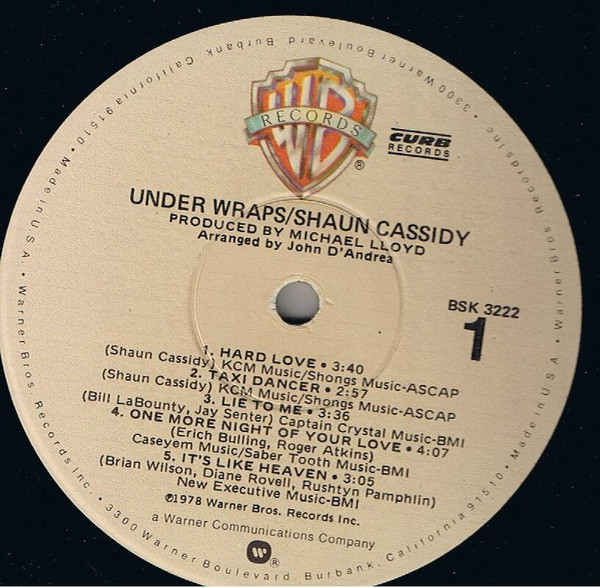 WB
RECORDS
®
CURB
RECORDS
UNDER WRAPS/SHAUN CASSIDY
PRODUCED BY MICHAEL LLOYD
Arranged by John D'Andrea
BSK 3222
1
1. HARD LOVE • 3:40
(Shaun Cassidy) KCM Music/Shongs Music-ASCAP
2. TAXI DANCER • 2:57
(Shaun Cassidy) KCM Music/Shongs Music-ASCAP
3. LIE TO ME • 3:36
(Bill LaBounty, Jay Senter) Captain Crystal Music-BMI
4. ONE MORE NIGHT OF YOUR LOVE • 4:07
(Erich Bulling, Roger Atkins)
Caseyem Music/Saber Tooth Music-BMI
5. IT'S LIKE HEAVEN • 3:05
(Brian Wilson, Diane Rovell, Rushtyn Pamphlin)
New Executive Music-BMI
℗1978 Warner Bros. Records Inc.
a Warner Communications Company
®
Warner Bros. Records Inc. • 3300 Warner Boulevard, Burbank, California 91510 • Made in U.S.A. • Warner Bros. Records Inc. • 3300 Warner Boulevard Burbank, California 91510 • Made in U.S.A. •